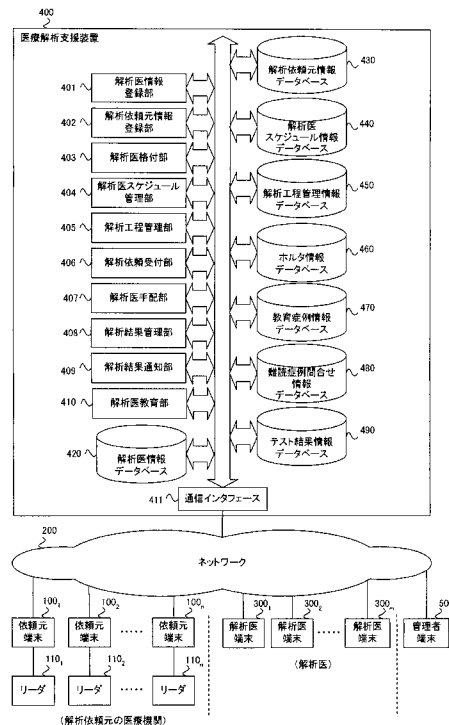 400
医療解析支援装置
401
解析医情報
登録部
402
解析依頼元情報
登録部
403
解析医格付部
404
解析医スケジュール
管理部
405
解析工程管理部
406
解析依頼受付部
407
解析医手配部
408
解析結果管理部
409
解析結果通知部
410
解析医教育部
420
解析医情報
データベース
430
解析依頼元情報
データベース
440
解析医
スケジュール情報
データベース
450
解析工程管理情報
データベース
460
ホルタ情報
データベース
470
教育症例情報
データベース
480
難読症例問合せ
情報
データベース
490
テスト結果情報
データベース
411
通信インタフェース
200
ネットワーク
100₁
依頼元
端末
100₂
依頼元
端末
‥‥‥
100ₙ
依頼元
端末
300₁
解析医
端末
300₂
解析医
端末
‥‥‥
解析医
端末
50
管理者
端末
110₁
リーダ
110₂
リーダ
‥‥‥
110ₙ
リーダ
(解析医)
(解析依頼元の医療機関)